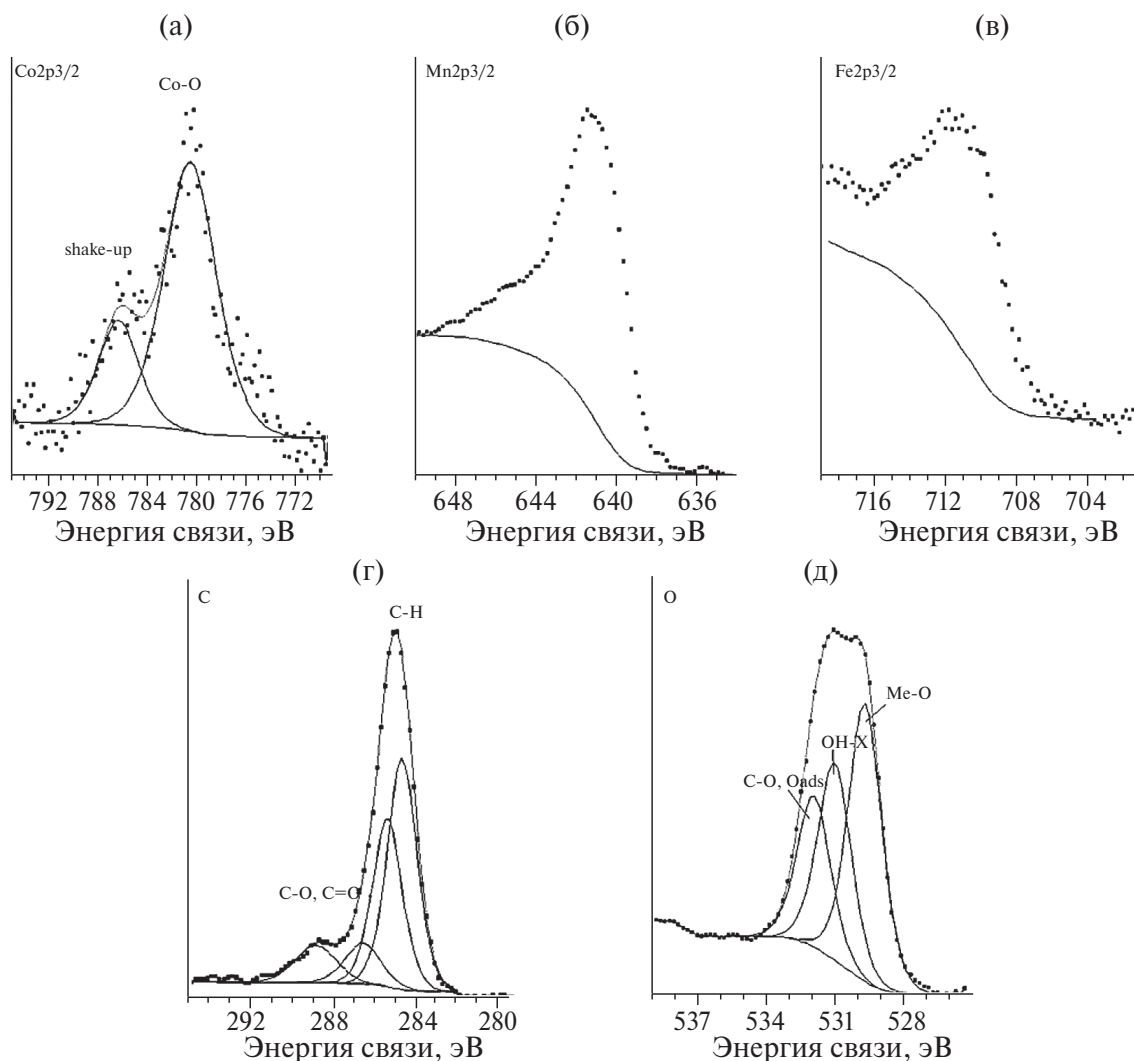 (а)
Co2p3/2
Co-O
shake-up
792 788 784 780 776 772
Энергия связи, эВ
(б)
Mn2p3/2
648 644 640 636
Энергия связи, эВ
(в)
Fe2p3/2
716 711 708 704
Энергия связи, эВ
(г)
C
C-H
C-O, C=O
292 288 284 280
Энергия связи, эВ
(д)
O
Me-O
OH-X
C-O, Oads
537 534 531 528
Энергия связи, эВ